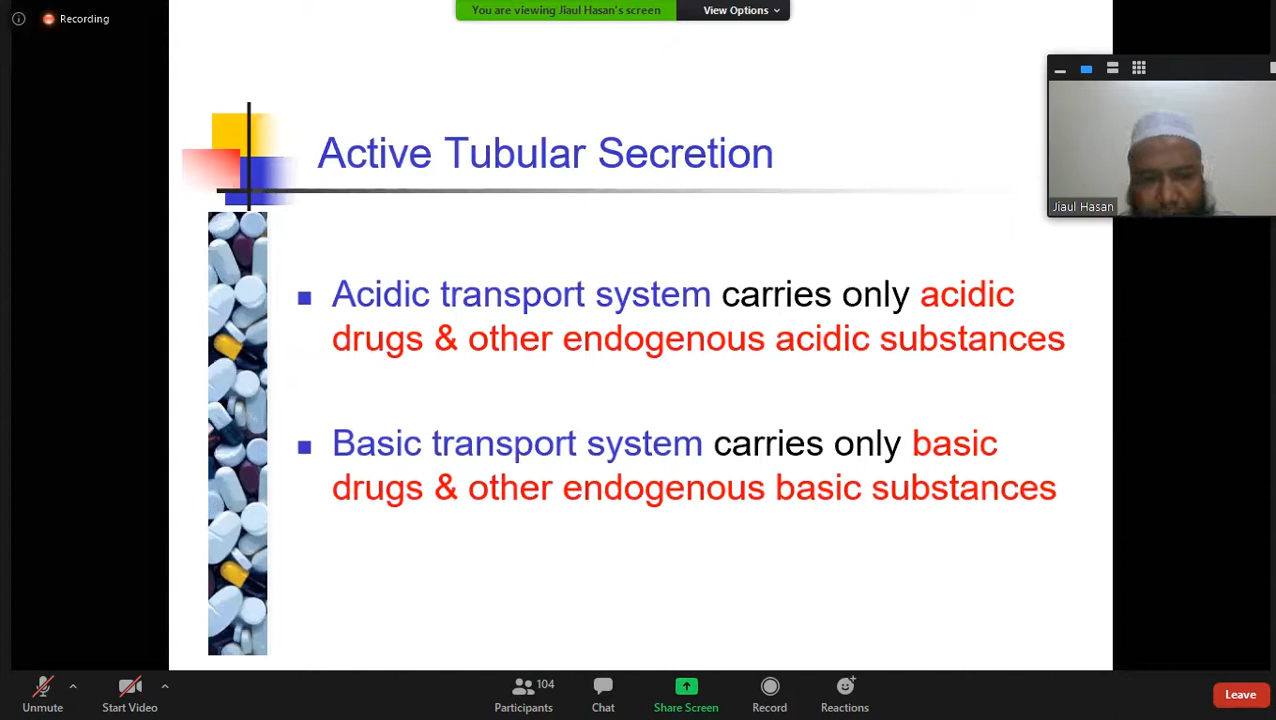 Recording
You are viewing Jiaul Hasan's screen
View Options
Active Tubular Secretion
Jiaul Hasan
Acidic transport system carries only acidic
drugs & other endogenous acidic substances
Basic transport system carries only basic
drugs & other endogenous basic substances
Unmute
Start Video
104
Participants
Chat
Share Screen
Record
Reactions
Leave